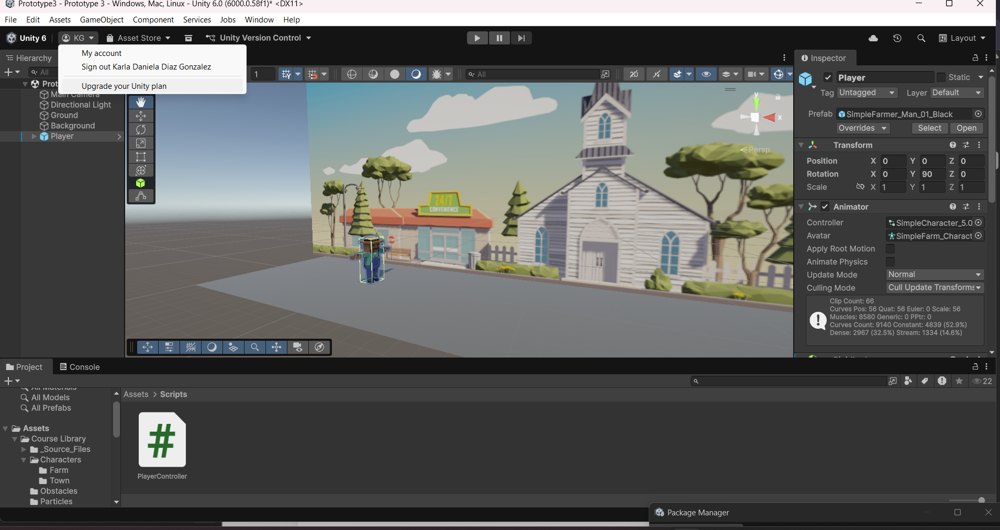 Prototype3 - Prototype 3 - Windows, Mac, Linux - Unity 6.0 (6000.0.58f1)* <DX11>
File Edit Assets GameObject Component Services Jobs Window Help
Unity 6 KG Asset Store Unity Version Control Layout
My account
Sign out Karla Daniela Diaz Gonzalez
Upgrade your Unity plan
Hierarchy
All
Prot
Main Camera
Directional Light
Ground
Background
Player
1
All
2D
y
x
Persp
24/7
CONVENIENCE
Inspector
Player Static
Tag Untagged Layer Default
Prefab SimpleFarmer_Man_01_Black
Overrides Select Open
Transform
Position X 0 Y 0 Z 0
Rotation X 0 Y 90 Z 0
Scale X 1 Y 1 Z 1
Animator
Controller SimpleCharacter_5.0
Avatar SimpleFarm_Charact
Apply Root Motion
Animate Physics
Update Mode Normal
Culling Mode Cull Update Transforms
Clip Count: 66
Curves Pos: 56 Quat: 56 Euler: 0 Scale: 56
Muscles: 8580 Generic: 0 PPtr: 0
Curves Count: 9140 Constant: 4839 (52.9%)
Dense: 2967 (32.5%) Stream: 1334 (14.6%)
Project Console
22
All Materials
All Models
All Prefabs
Assets
Course Library
_Source_Files
Characters
Farm
Town
Obstacles
Particles
Assets > Scripts
PlayerController
Package Manager